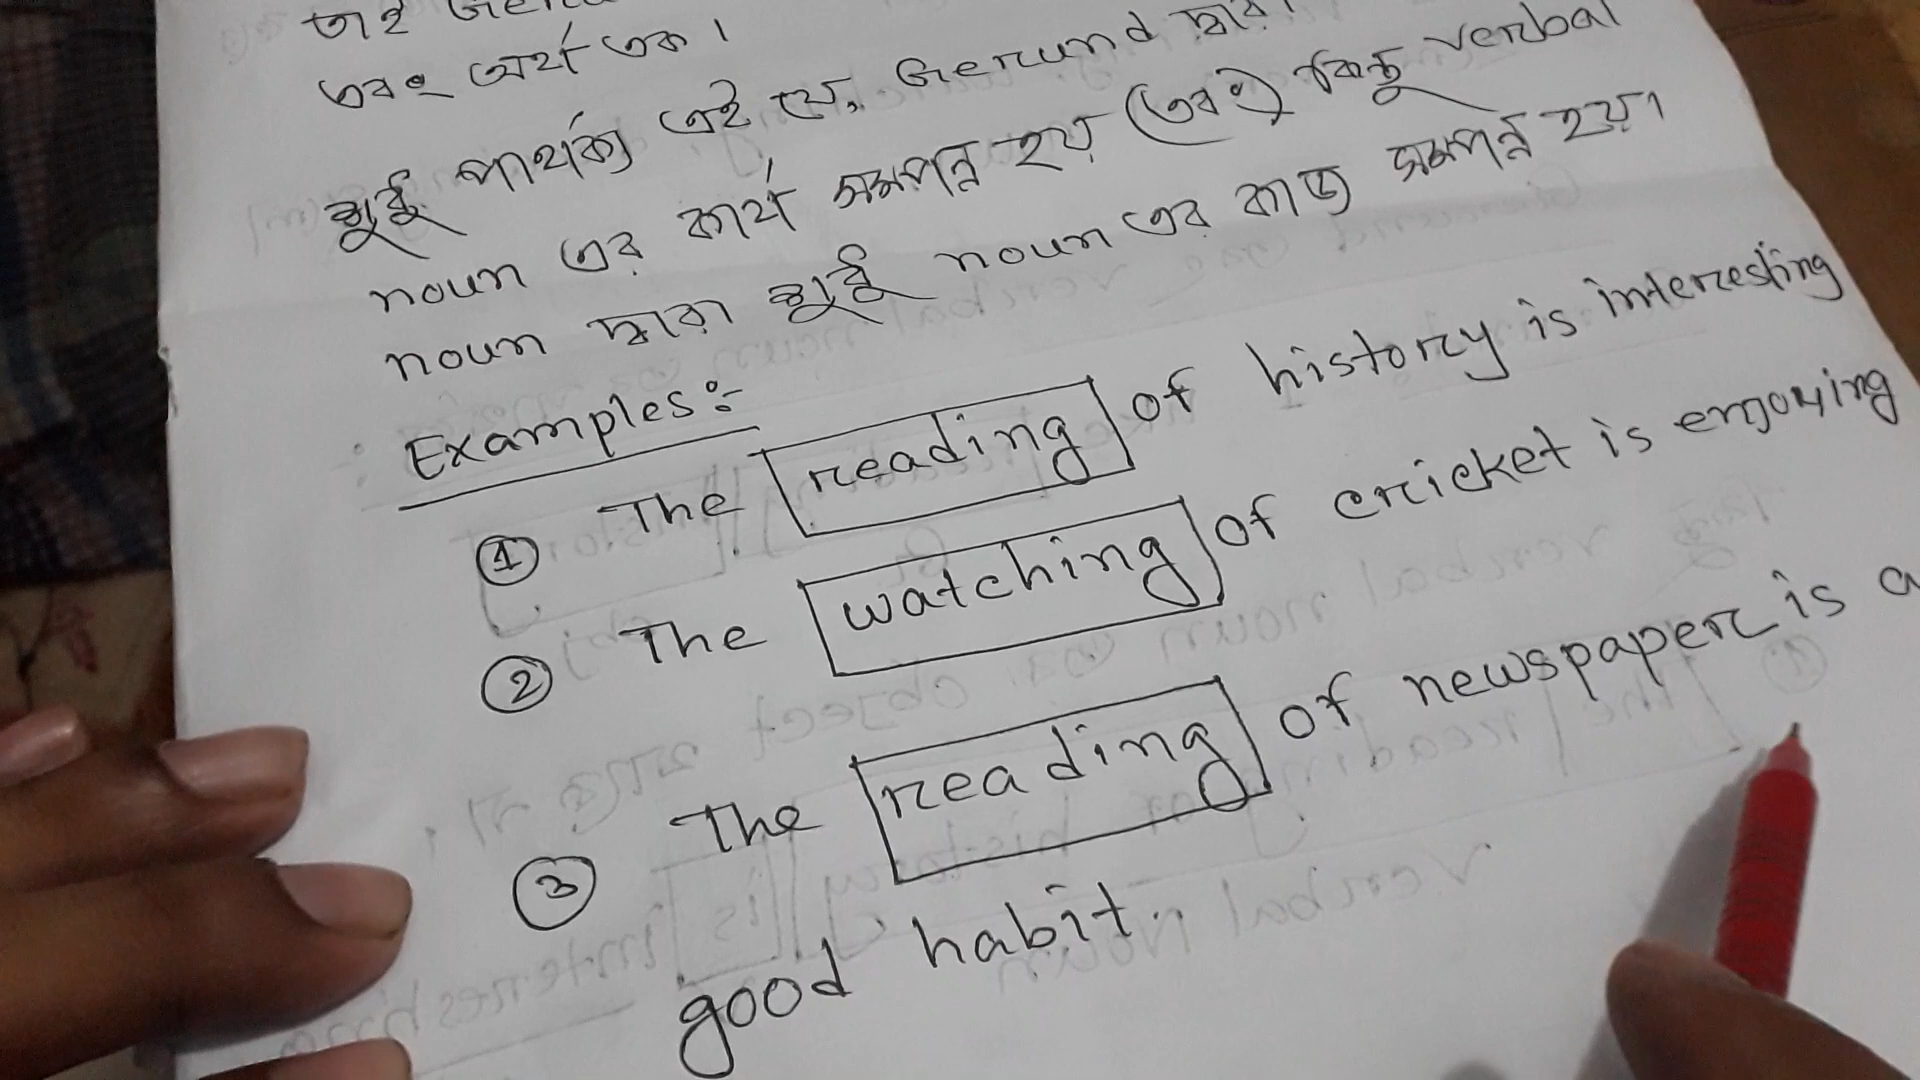 তাই Ger
এবং অর্থ এক।
শুধু পার্থক্য এই যে, Gerund দ্বারা
noun এর কার্য সম্পন্ন হয় (এবং) কিন্তু verbal
noun দ্বারা শুধু noun এর কাজ সম্পন্ন হয়।
Examples:-
① The reading of history is interesting
② The watching of cricket is enjoying
③ The reading of newspaper is a
good habit.